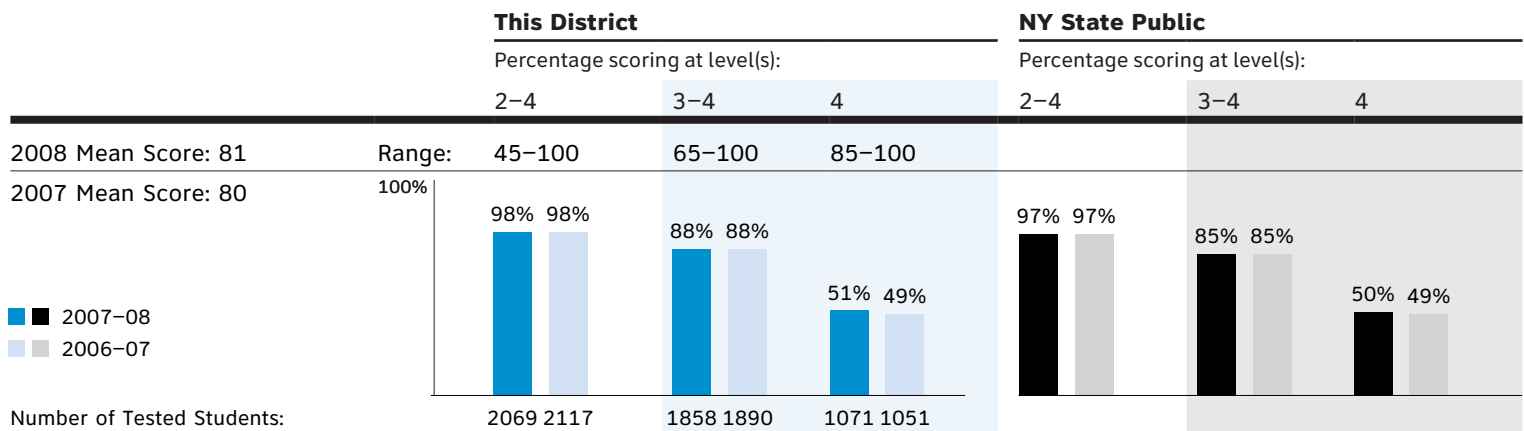 This District NY State Public
Percentage scoring at level(s): Percentage scoring at level(s):
2–4 3–4 4 2–4 3–4 4
2008 Mean Score: 81 Range: 45–100 65–100 85–100
2007 Mean Score: 80 100%
98% 98% 88% 88% 51% 49% 97% 97% 85% 85% 50% 49%
2007–08
2006–07
Number of Tested Students: 2069 2117 1858 1890 1071 1051